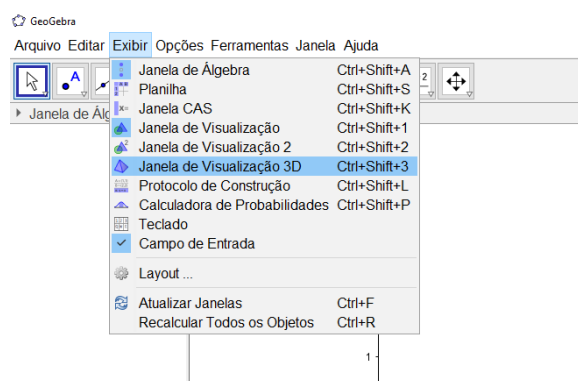 GeoGebra
Arquivo Editar Exibir Opções Ferramentas Janela Ajuda
A 2
Janela de Álg
Janela de Álgebra Ctrl+Shift+A
Planilha Ctrl+Shift+S
x= Janela CAS Ctrl+Shift+K
Janela de Visualização Ctrl+Shift+1
2 Janela de Visualização 2 Ctrl+Shift+2
Janela de Visualização 3D Ctrl+Shift+3
Protocolo de Construção Ctrl+Shift+L
Calculadora de Probabilidades Ctrl+Shift+P
Teclado
Campo de Entrada
Layout ...
Atualizar Janelas Ctrl+F
Recalcular Todos os Objetos Ctrl+R
1